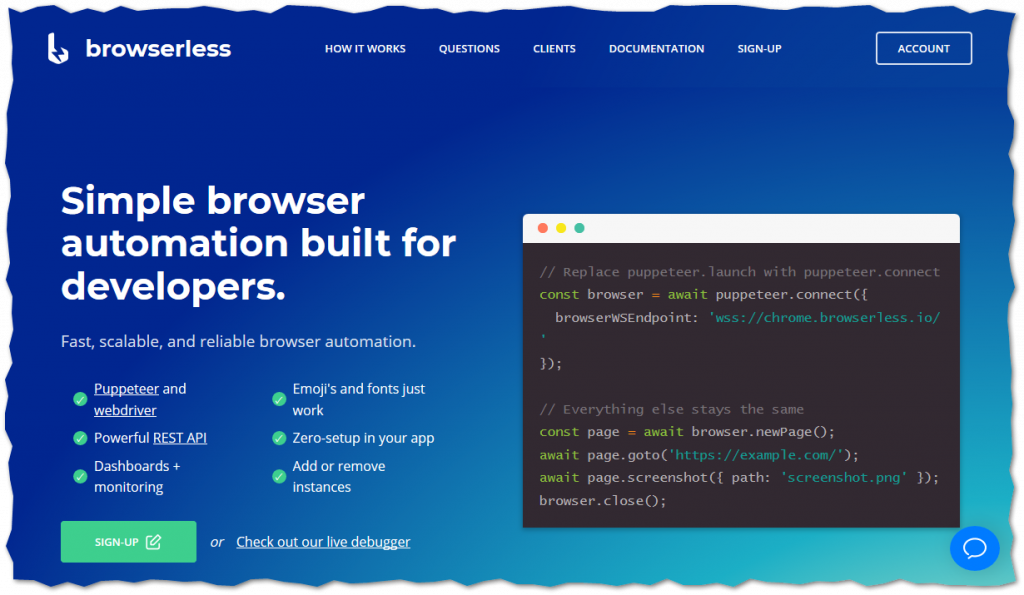 browserless
HOW IT WORKS
QUESTIONS
CLIENTS
DOCUMENTATION
SIGN-UP
ACCOUNT
Simple browser
automation built for
developers.
Fast, scalable, and reliable browser automation.
Puppeteer and
webdriver
Powerful REST API
Dashboards +
monitoring
Emoji's and fonts just
work
Zero-setup in your app
Add or remove
instances
SIGN-UP
or
Check out our live debugger
// Replace puppeteer.launch with puppeteer.connect
const browser = await puppeteer.connect({
  browserWSEndpoint: 'wss://chrome.browserless.io/
'
});

// Everything else stays the same
const page = await browser.newPage();
await page.goto('https://example.com/');
await page.screenshot({ path: 'screenshot.png' });
browser.close();